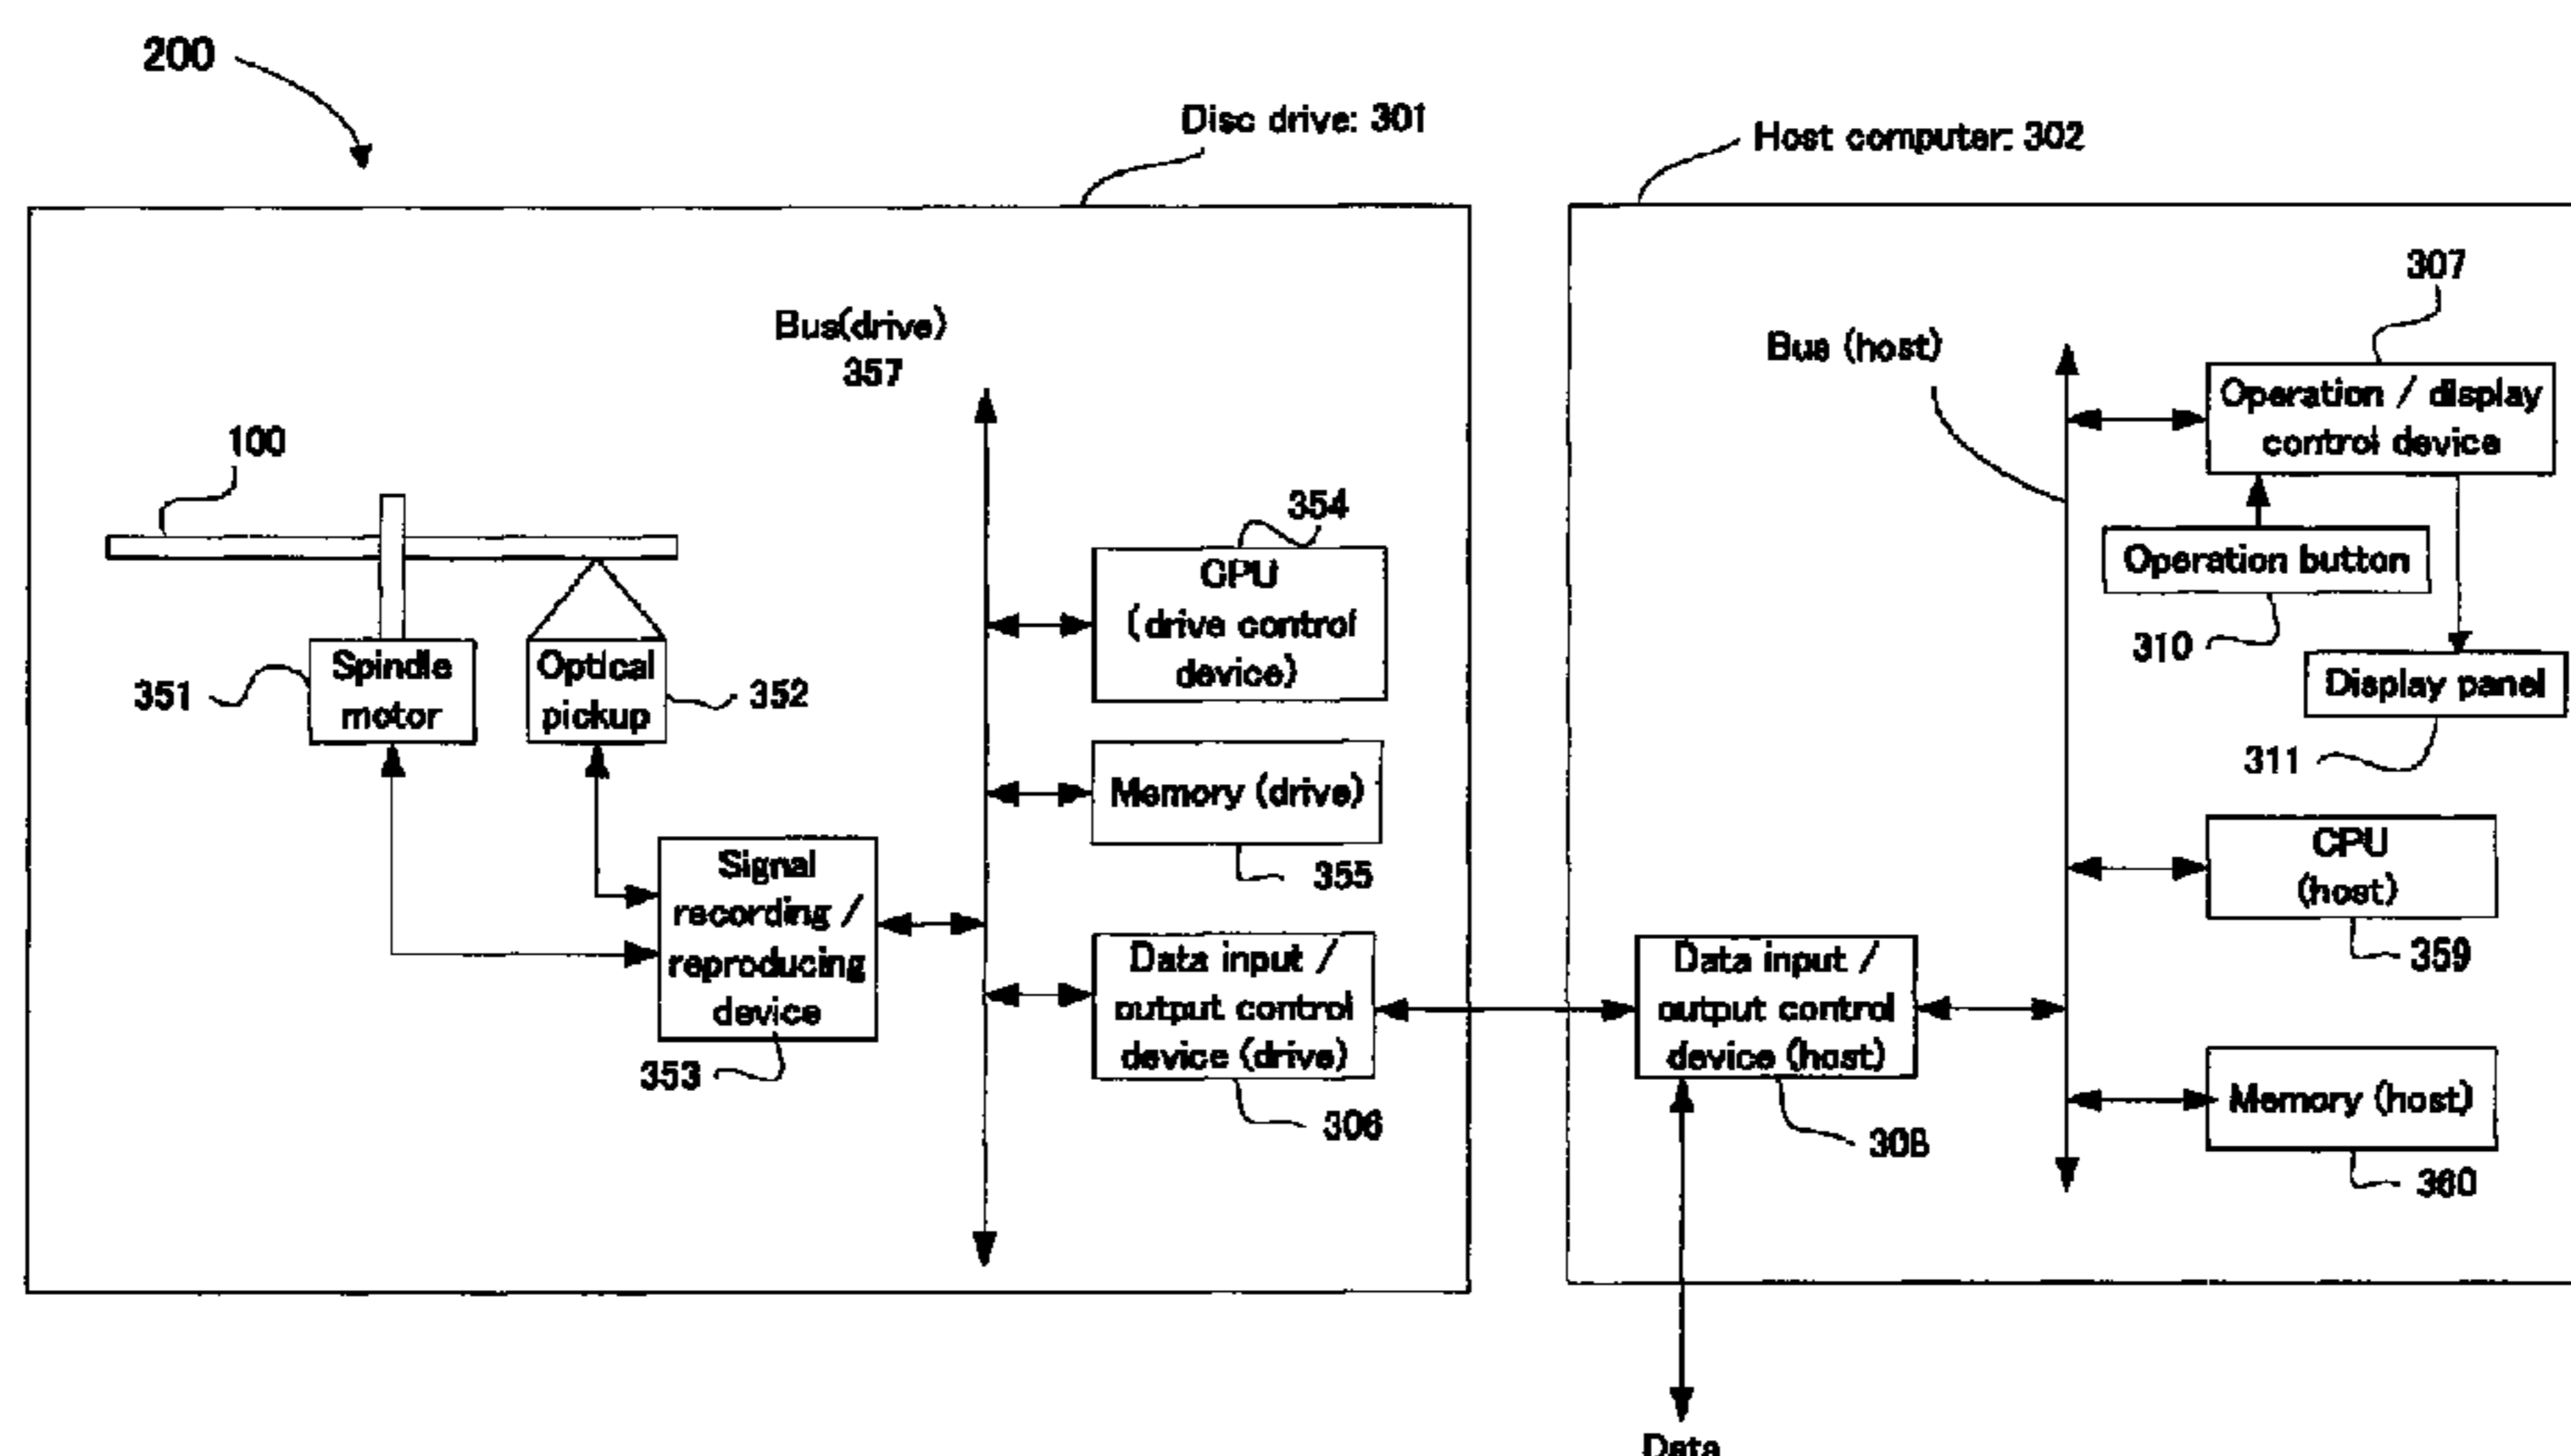 200
Disc drive: 301
Host computer: 302
Bus(drive)
357
100
351
Spindle
motor
Optical
pickup
352
Signal
recording /
reproducing
device
353
354
CPU
(drive control
device)
Memory (drive)
355
Data input /
output control
device (drive)
306
Bus (host)
307
Operation / display
control device
Operation button
310
Display panel
311
CPU
(host)
359
Data input /
output control
device (host)
308
Memory (host)
360
Data